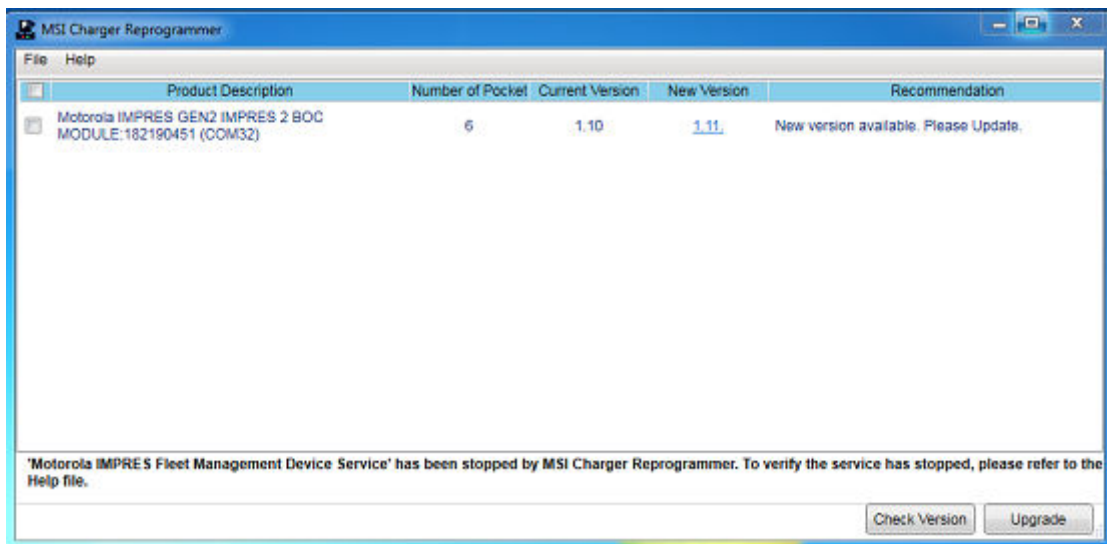 MSI Charger Reprogrammer
File Help
Product Description Number of Pocket Current Version New Version Recommendation
Motorola IMPRES GEN2 IMPRES 2 BOC
MODULE:182190451 (COM32) 6 1.10 1.11. New version available. Please Update.
'Motorola IMPRES Fleet Management Device Service' has been stopped by MSI Charger Reprogrammer. To verify the service has stopped, please refer to the
Help file.
Check Version Upgrade